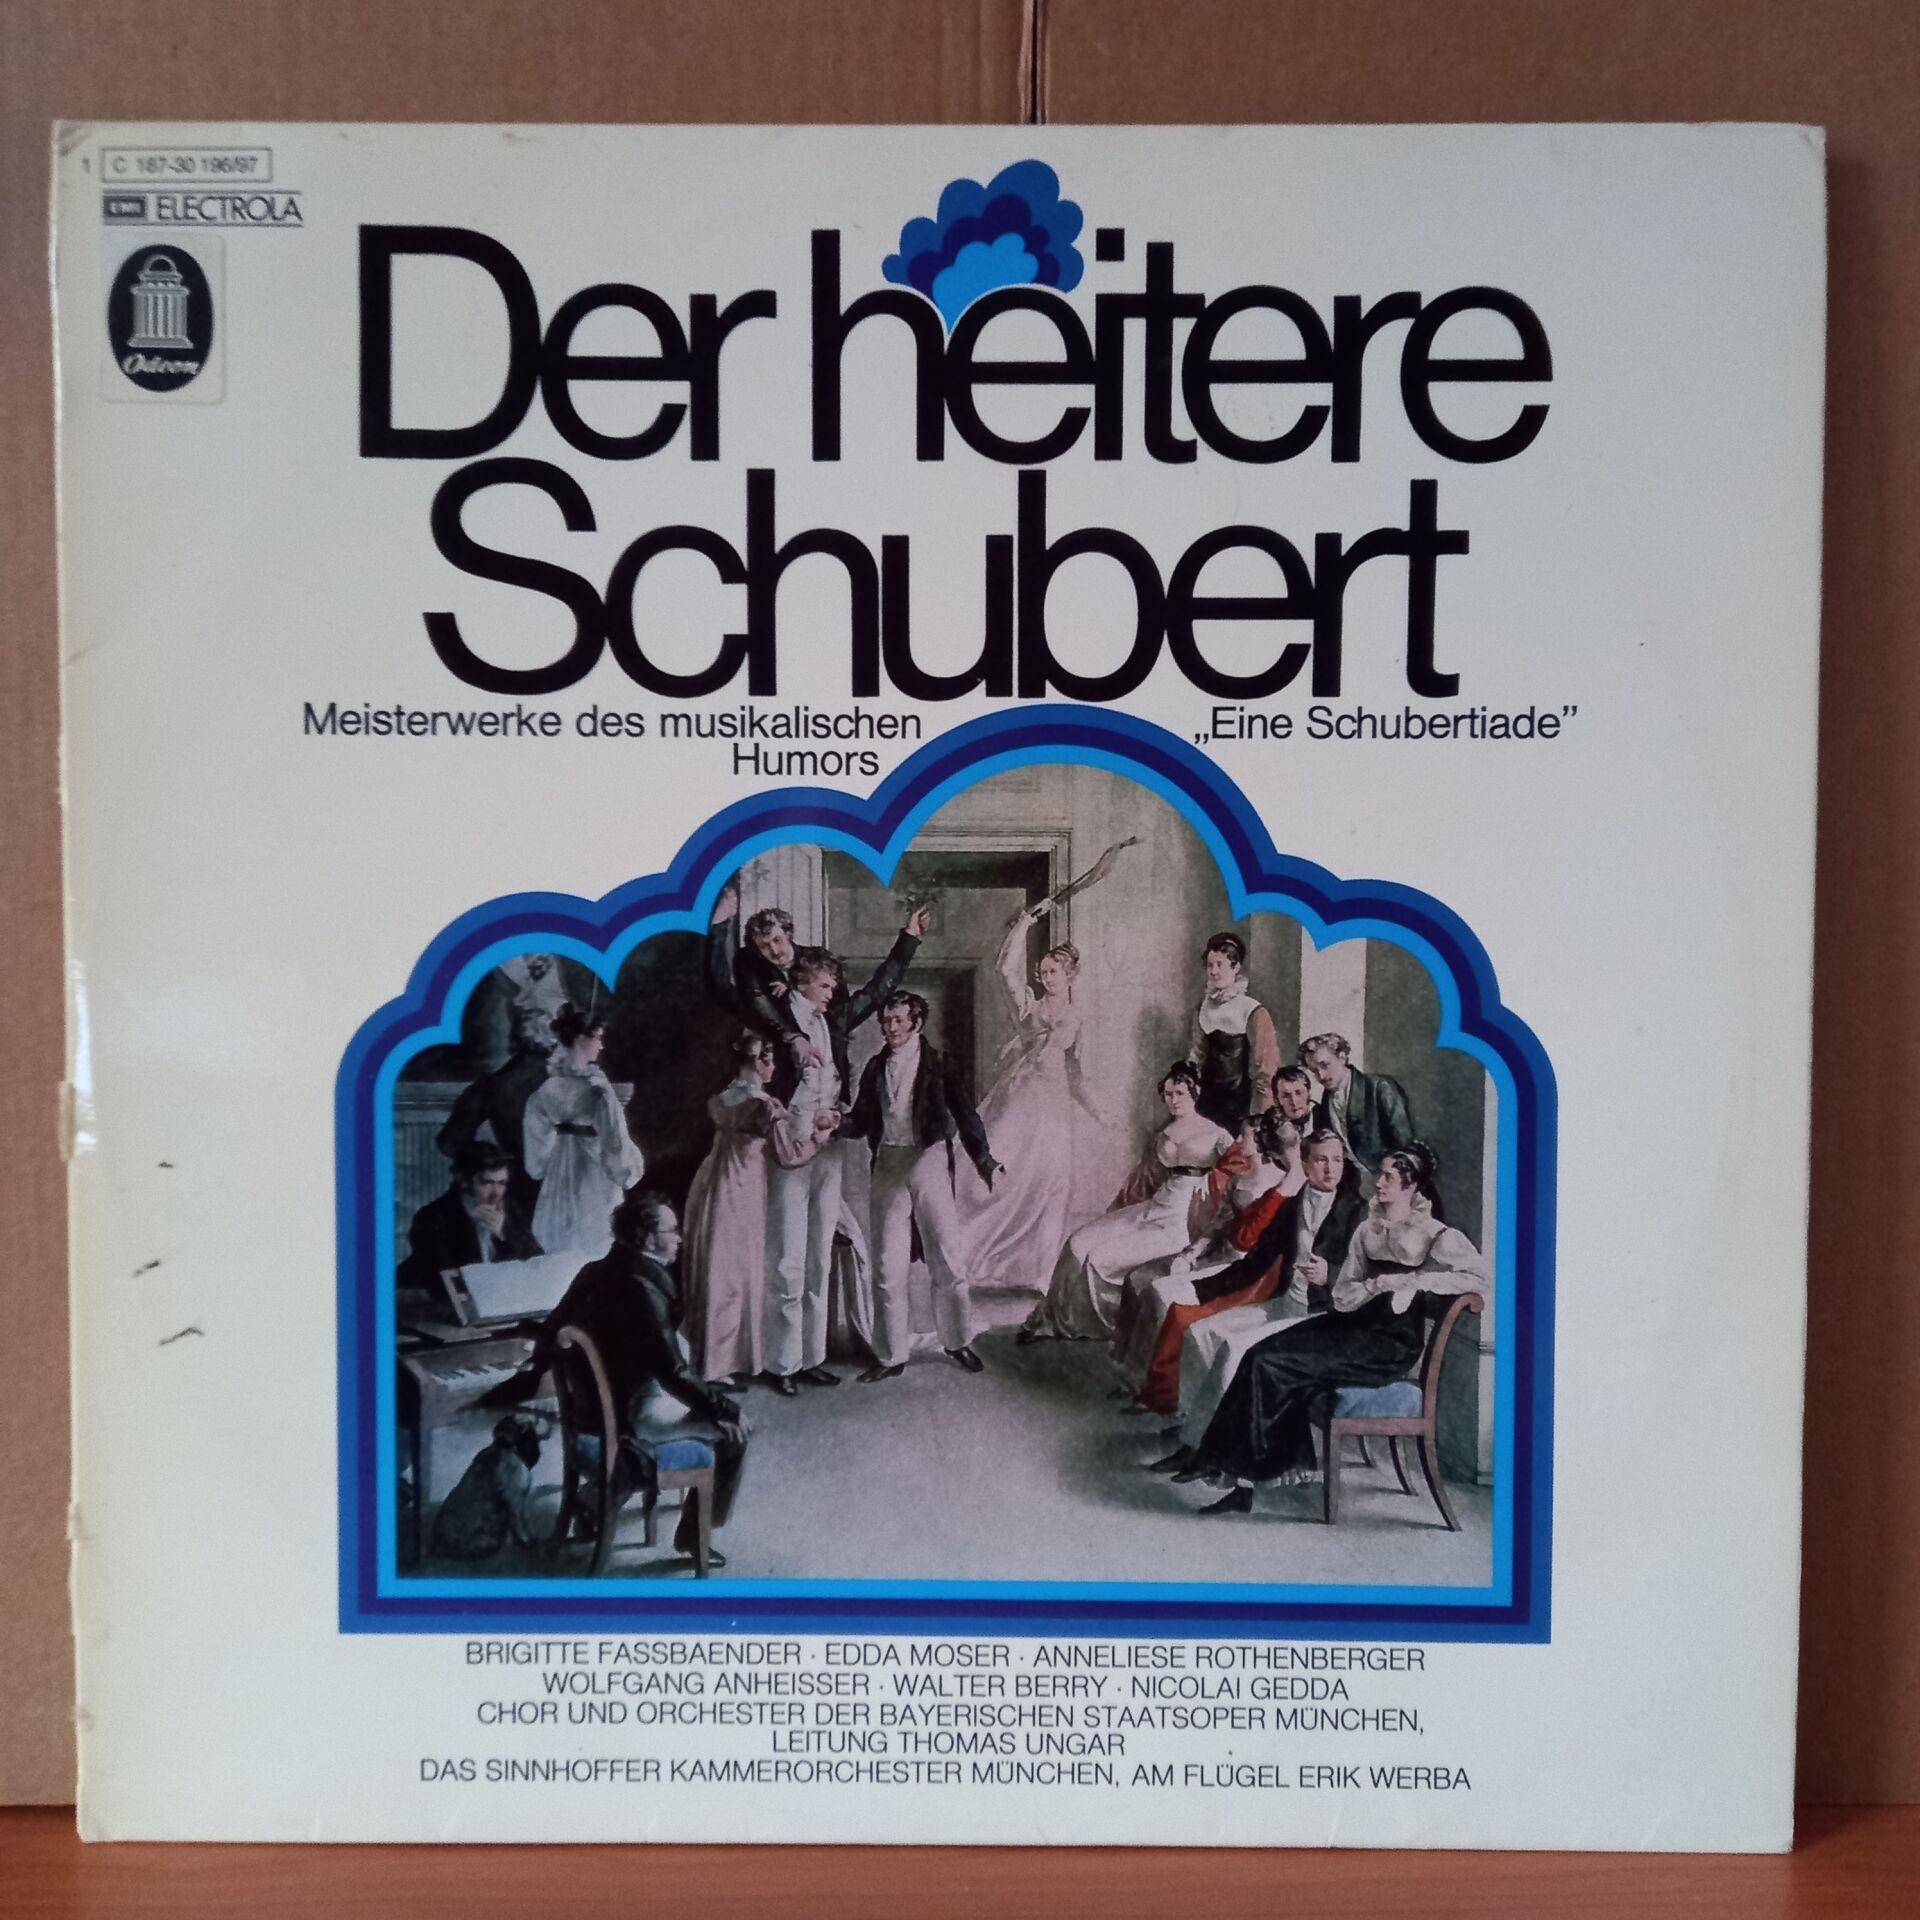 1 C 187-30 196/97
EMI ELECTROLA
Odeon
Der heitere
Schubert
Meisterwerke des musikalischen
Humors
„Eine Schubertiade”
BRIGITTE FASSBAENDER · EDDA MOSER · ANNELIESE ROTHENBERGER
WOLFGANG ANHEISSER · WALTER BERRY · NICOLAI GEDDA
CHOR UND ORCHESTER DER BAYERISCHEN STAATSOPER MÜNCHEN,
LEITUNG THOMAS UNGAR
DAS SINNHOFFER KAMMERORCHESTER MÜNCHEN, AM FLÜGEL ERIK WERBA